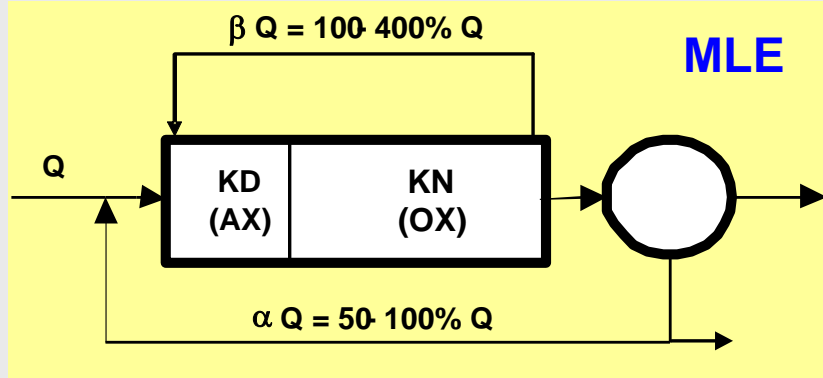 β Q = 100- 400% Q
MLE
Q
KD
(AX)
KN
(OX)
α Q = 50- 100% Q